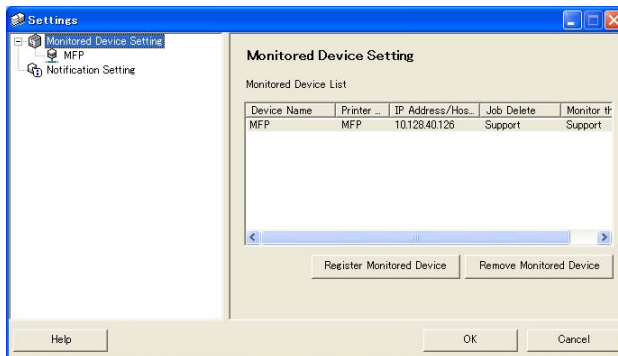 Settings
Monitored Device Setting
MFP
Notification Setting
Monitored Device Setting
Monitored Device List
Device Name Printer ... IP Address/Hos... Job Delete Monitor th
MFP MFP 10.128.40.126 Support Support
Register Monitored Device Remove Monitored Device
Help OK Cancel